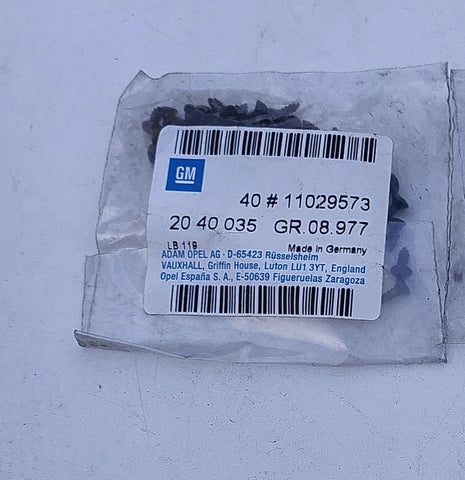 GM
40 # 11029573
20 40 035 GR.08.977
LB 119 Made in Germany
ADAM OPEL AG · D-65423 Rüsselsheim
VAUXHALL, Griffin House, Luton LU1 3YT, England
Opel España S. A., E-50639 Figueruelas Zaragoza